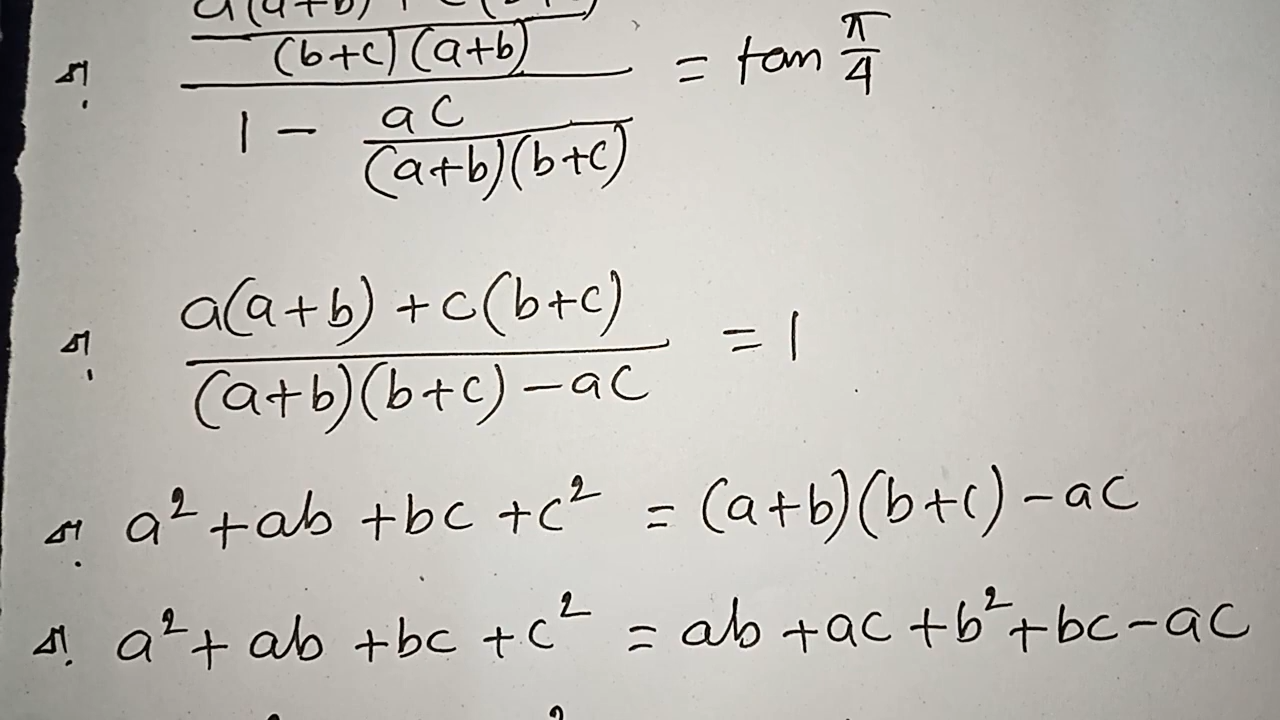 বা, a(a+b) + c(b+c) / (b+c)(a+b) / 1 - ac / (a+b)(b+c) = tan π/4
বা, a(a+b) + c(b+c) / (a+b)(b+c) - ac = 1
বা, a² + ab + bc + c² = (a+b)(b+c) - ac
বা, a² + ab + bc + c² = ab + ac + b² + bc - ac